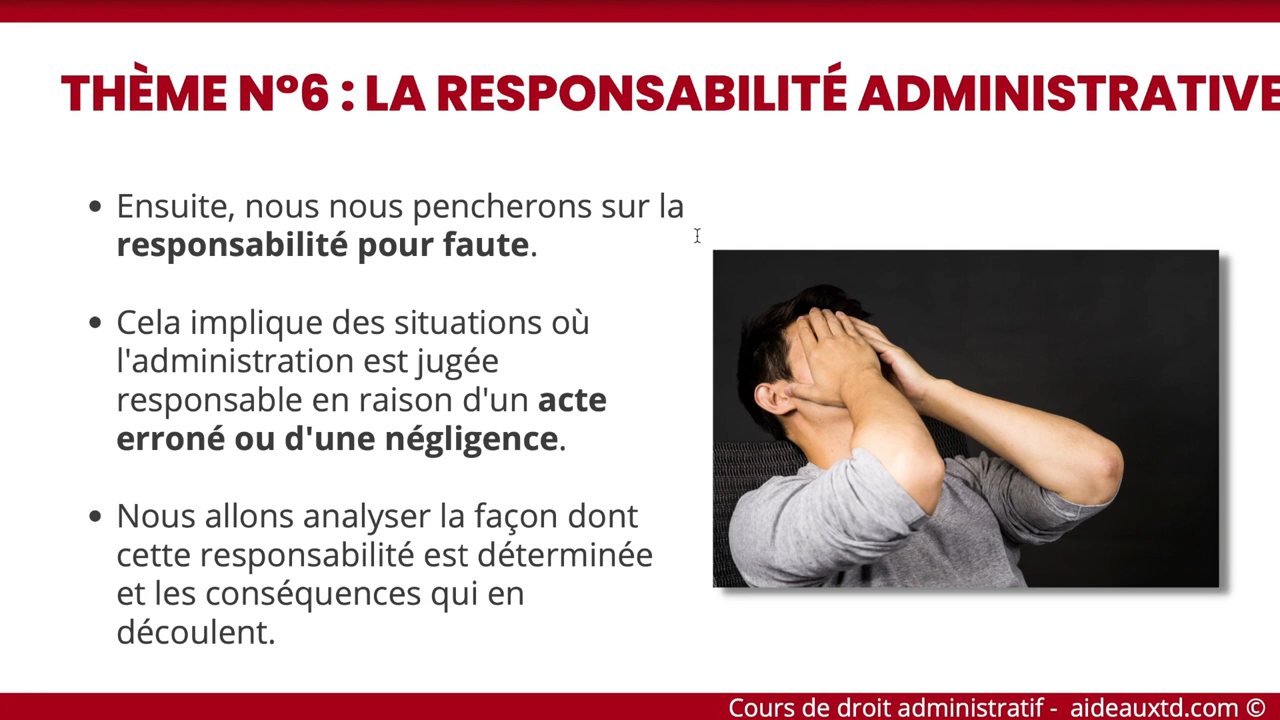 THÈME N°6 : LA RESPONSABILITÉ ADMINISTRATIVE
• Ensuite, nous nous pencherons sur la
responsabilité pour faute.
• Cela implique des situations où
l'administration est jugée
responsable en raison d'un acte
erroné ou d'une négligence.
• Nous allons analyser la façon dont
cette responsabilité est déterminée
et les conséquences qui en
découlent.
Cours de droit administratif - aideauxtd.com ©